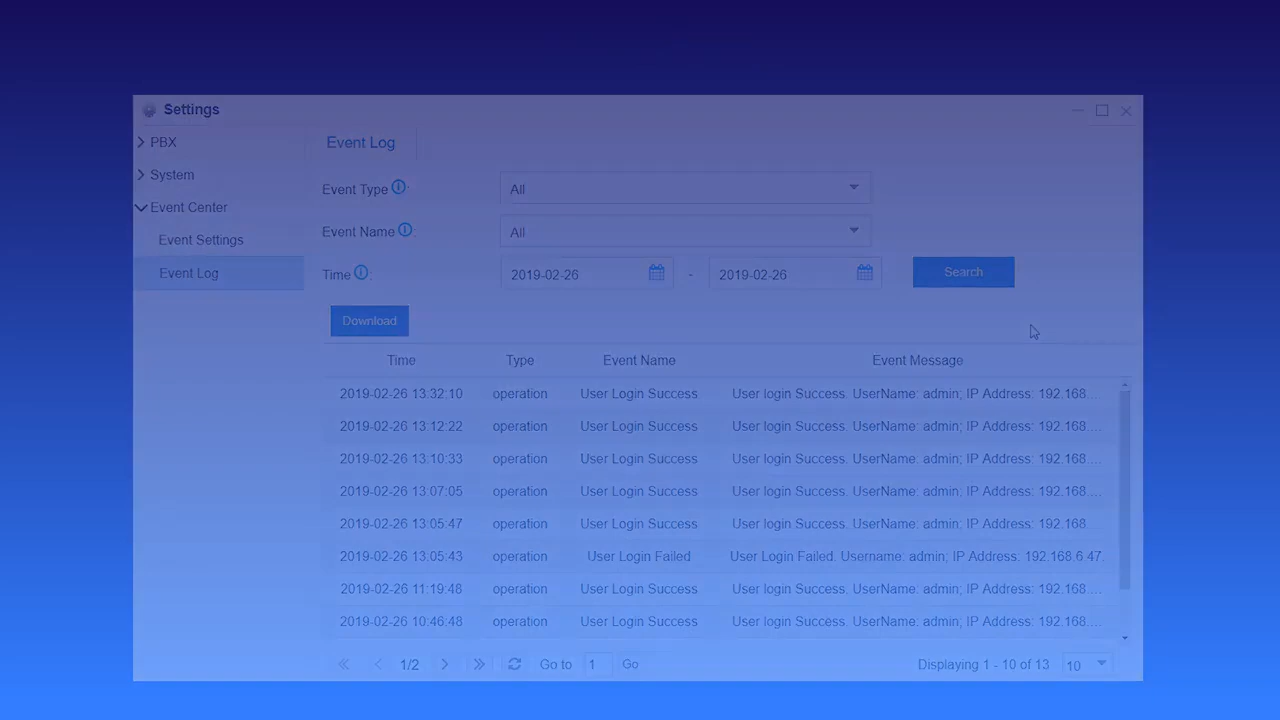 Settings
PBX
System
Event Center
Event Settings
Event Log
Event Log
Event Type :
All
Event Name :
All
Time :
2019-02-26 - 2019-02-26 Search
Download
Time Type Event Name Event Message
2019-02-26 13:32:10 operation User Login Success User login Success. UserName: admin; IP Address: 192.168....
2019-02-26 13:12:22 operation User Login Success User login Success. UserName: admin; IP Address: 192.168....
2019-02-26 13:10:33 operation User Login Success User login Success. UserName: admin; IP Address: 192.168....
2019-02-26 13:07:05 operation User Login Success User login Success. UserName: admin; IP Address: 192.168....
2019-02-26 13:05:47 operation User Login Success User login Success. UserName: admin; IP Address: 192.168....
2019-02-26 13:05:43 operation User Login Failed User Login Failed. Username: admin; IP Address: 192.168.6.47.
2019-02-26 11:19:48 operation User Login Success User login Success. UserName: admin; IP Address: 192.168....
2019-02-26 10:46:48 operation User Login Success User login Success. UserName: admin; IP Address: 192.168....
1/2 Go to 1 Go Displaying 1 - 10 of 13 10